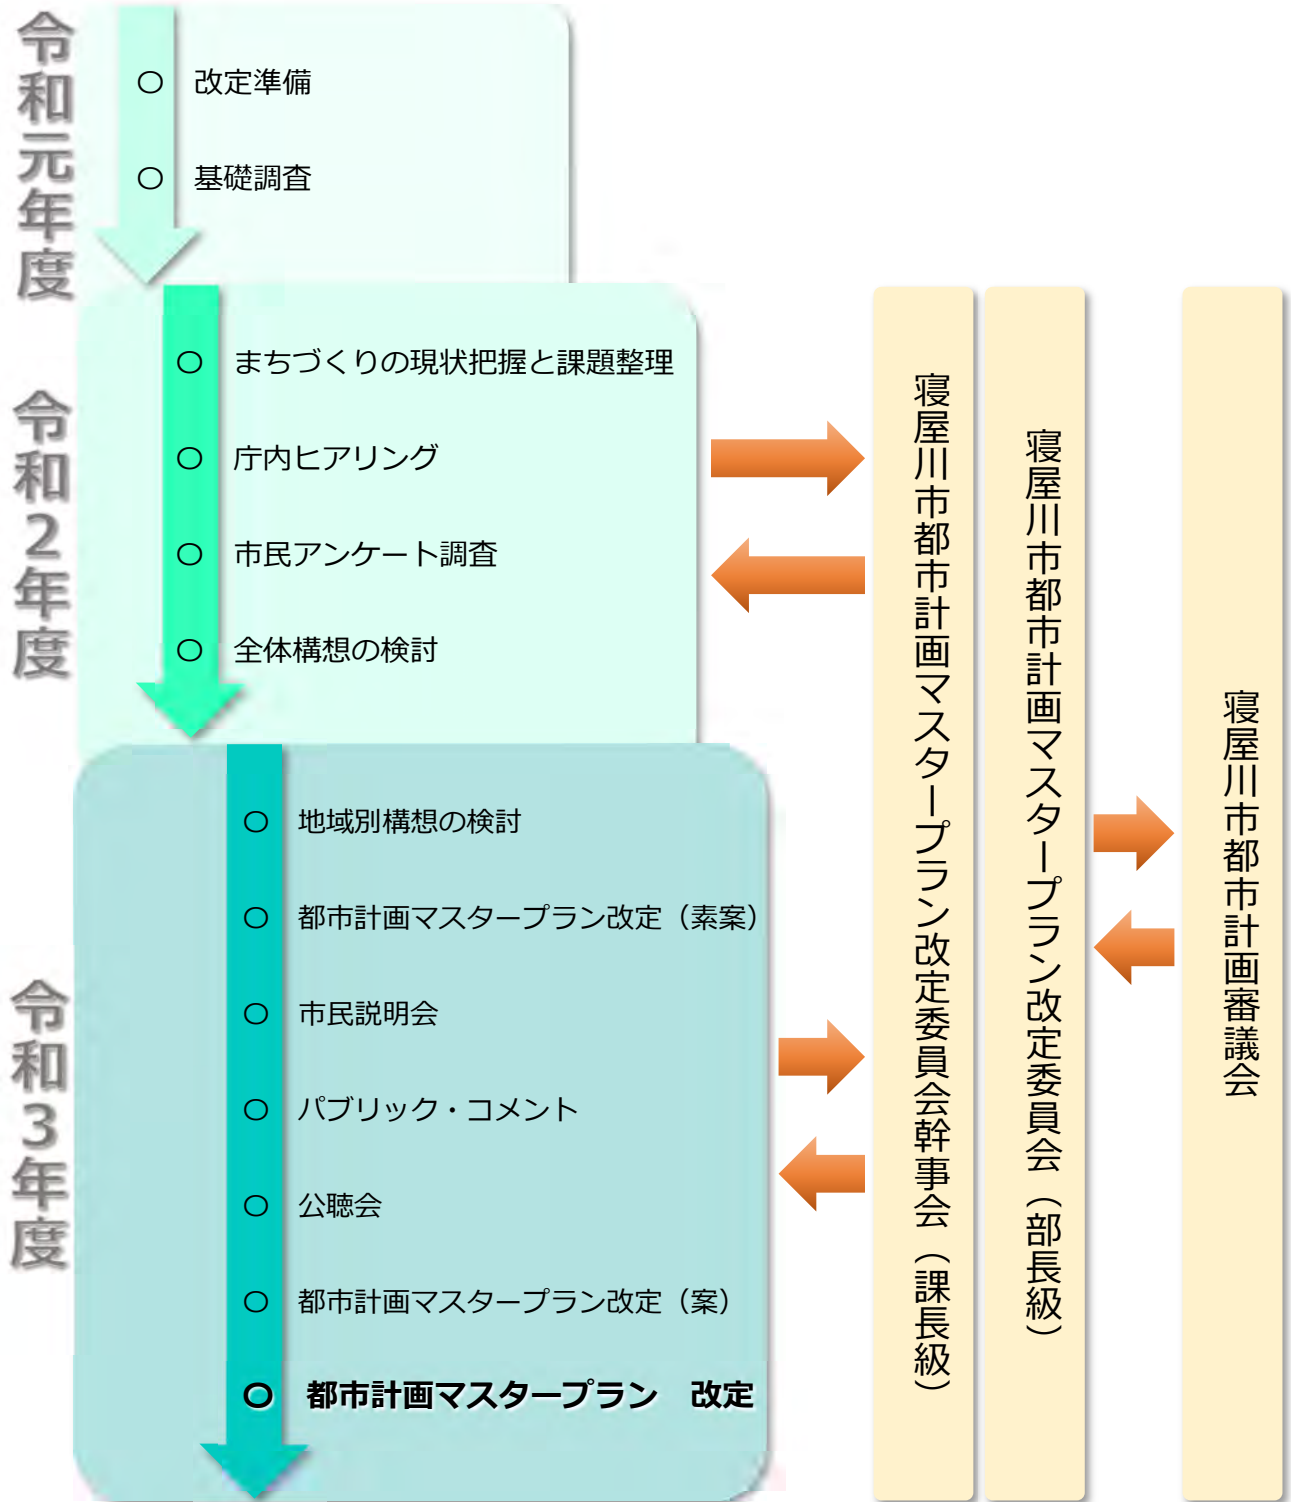 令和元年度
〇 改定準備
〇 基礎調査
令和２年度
〇 まちづくりの現状把握と課題整理
〇 庁内ヒアリング
〇 市民アンケート調査
〇 全体構想の検討
令和３年度
〇 地域別構想の検討
〇 都市計画マスタープラン改定（素案）
〇 市民説明会
〇 パブリック・コメント
〇 公聴会
〇 都市計画マスタープラン改定（案）
〇 都市計画マスタープラン　改定
寝屋川市都市計画マスタープラン改定委員会幹事会（課長級）
寝屋川市都市計画マスタープラン改定委員会（部長級）
寝屋川市都市計画審議会